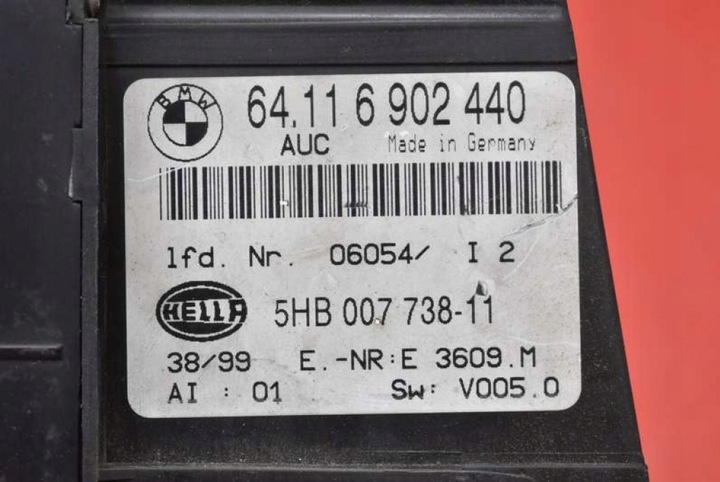 BMW
64.11 6 902 440
AUC Made in Germany
lfd. Nr. 06054/ I 2
HELLA 5HB 007 738-11
38/99 E.-NR:E 3609.M
AI : 01 Sw: V005.0